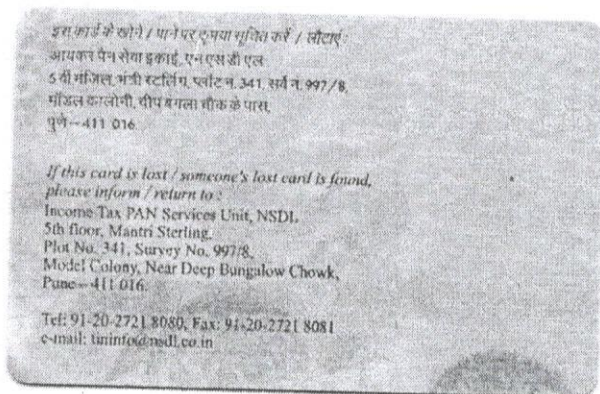 इस कार्ड के खोने / पाने पर कृपया सूचित करें / लौटाएं :
आयकर पैन सेवा इकाई, एन एस डी एल
5 वीं मंजिल, मंत्री स्टर्लिंग, प्लॉट नं. 341, सर्वे नं. 997/8,
मॉडल कालोनी, दीप बंगला चौक के पास,
पुणे – 411 016.
If this card is lost / someone's lost card is found,
please inform / return to :
Income Tax PAN Services Unit, NSDL
5th floor, Mantri Sterling,
Plot No. 341, Survey No. 997/8,
Model Colony, Near Deep Bungalow Chowk,
Pune – 411 016.
Tel: 91-20-2721 8080, Fax: 91-20-2721 8081
e-mail: tininfo@nsdl.co.in